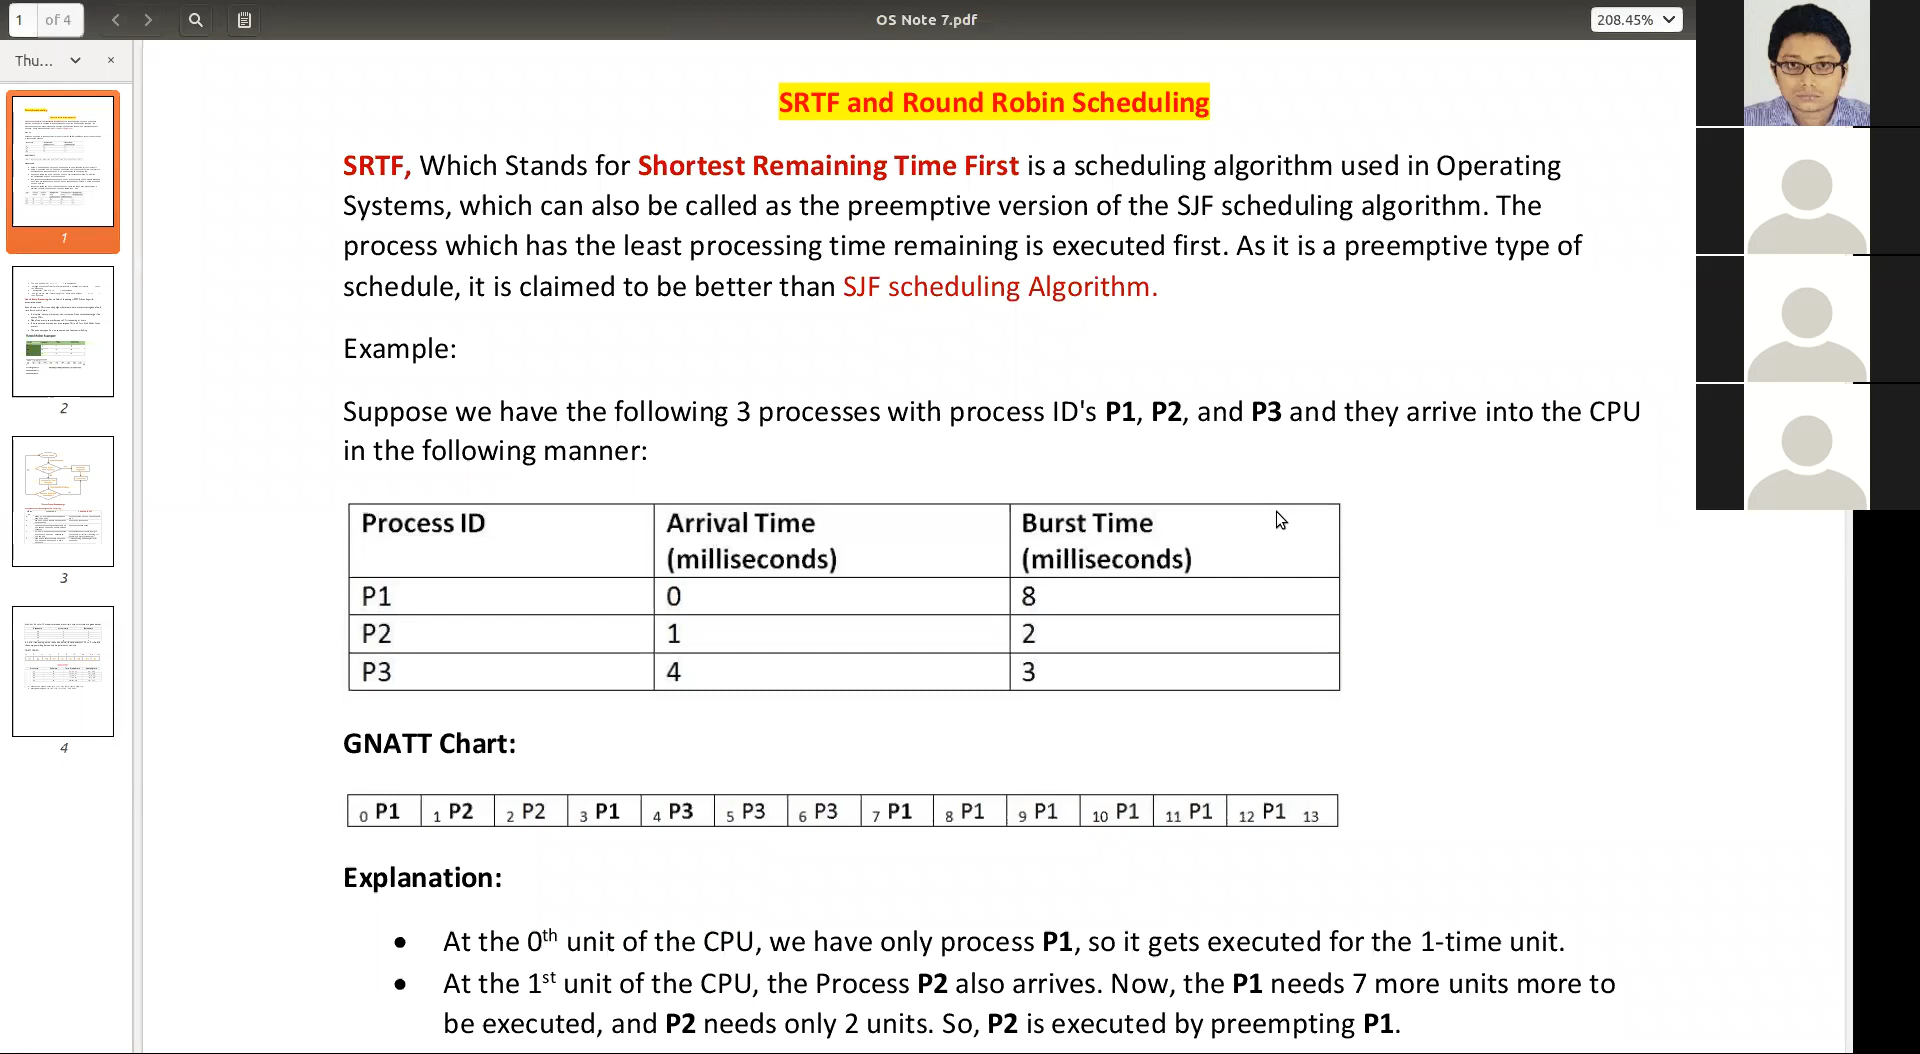 1 of 4
OS Note 7.pdf
208.45%
Thu...
1
2
3
4
SRTF and Round Robin Scheduling
SRTF, Which Stands for Shortest Remaining Time First is a scheduling algorithm used in Operating
Systems, which can also be called as the preemptive version of the SJF scheduling algorithm. The
process which has the least processing time remaining is executed first. As it is a preemptive type of
schedule, it is claimed to be better than SJF scheduling Algorithm.
Example:
Suppose we have the following 3 processes with process ID's P1, P2, and P3 and they arrive into the CPU
in the following manner:
Process ID Arrival Time (milliseconds) Burst Time (milliseconds)
P1 0 8
P2 1 2
P3 4 3
GNATT Chart:
0 P1 1 P2 2 P2 3 P1 4 P3 5 P3 6 P3 7 P1 8 P1 9 P1 10 P1 11 P1 12 P1 13
Explanation:
• At the 0th unit of the CPU, we have only process P1, so it gets executed for the 1-time unit.
• At the 1st unit of the CPU, the Process P2 also arrives. Now, the P1 needs 7 more units more to
be executed, and P2 needs only 2 units. So, P2 is executed by preempting P1.